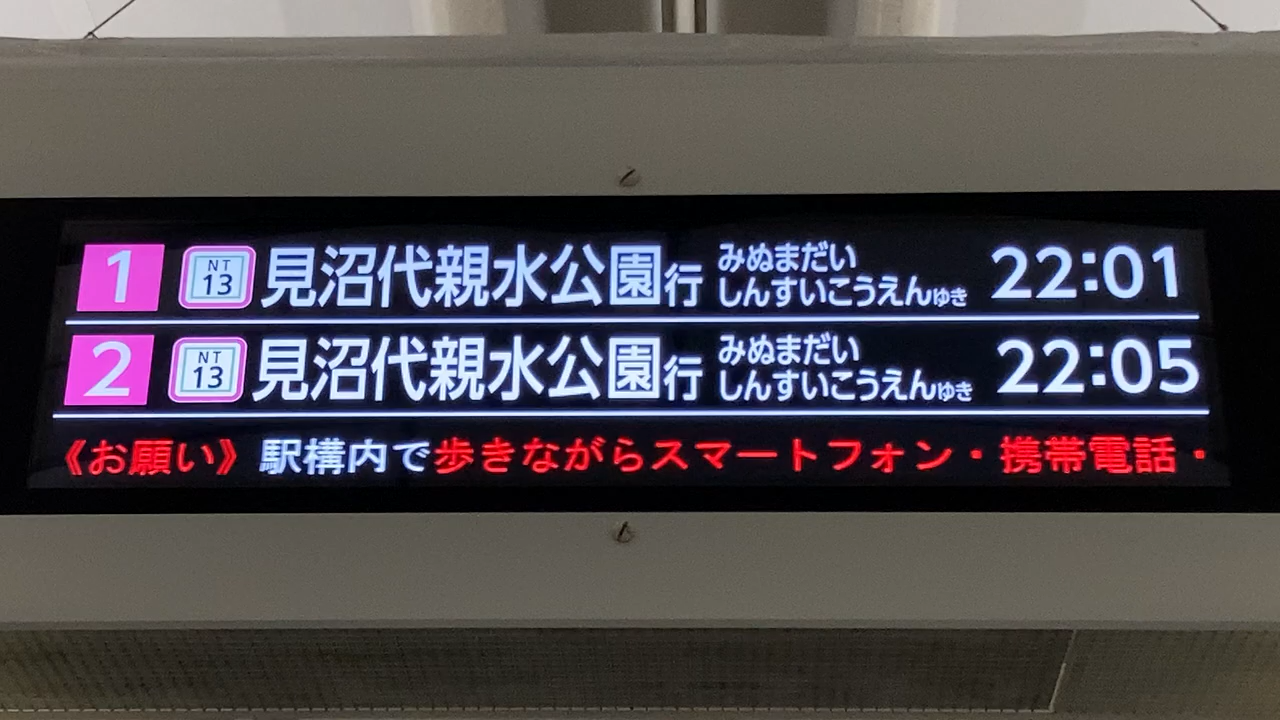 1 NT 13 見沼代親水公園行 みぬまだい しんすいこうえんゆき 22:01
2 NT 13 見沼代親水公園行 みぬまだい しんすいこうえんゆき 22:05
《お願い》 駅構内で歩きながらスマートフォン・携帯電話・